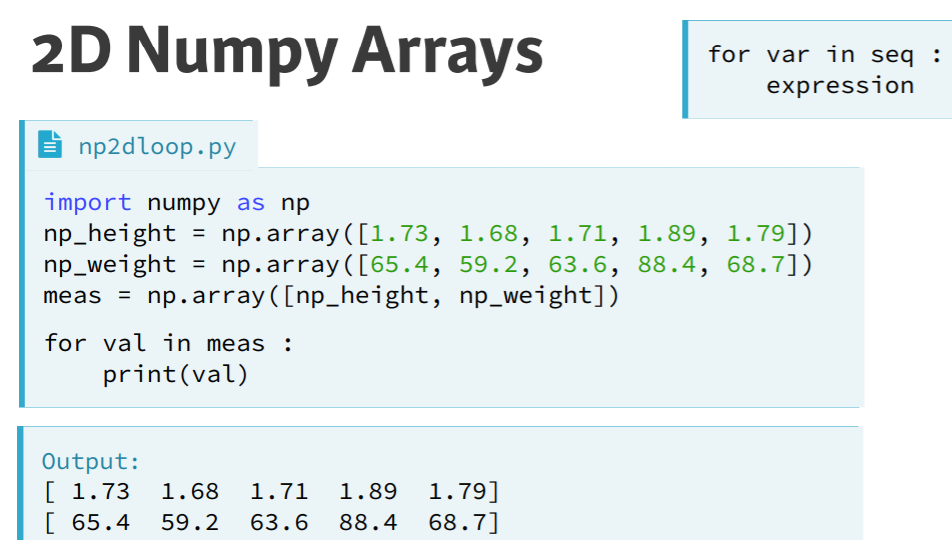 2D Numpy Arrays
for var in seq :
    expression
np2dloop.py
import numpy as np
np_height = np.array([1.73, 1.68, 1.71, 1.89, 1.79])
np_weight = np.array([65.4, 59.2, 63.6, 88.4, 68.7])
meas = np.array([np_height, np_weight])
for val in meas :
    print(val)
Output:
[ 1.73  1.68  1.71  1.89  1.79]
[ 65.4  59.2  63.6  88.4  68.7]